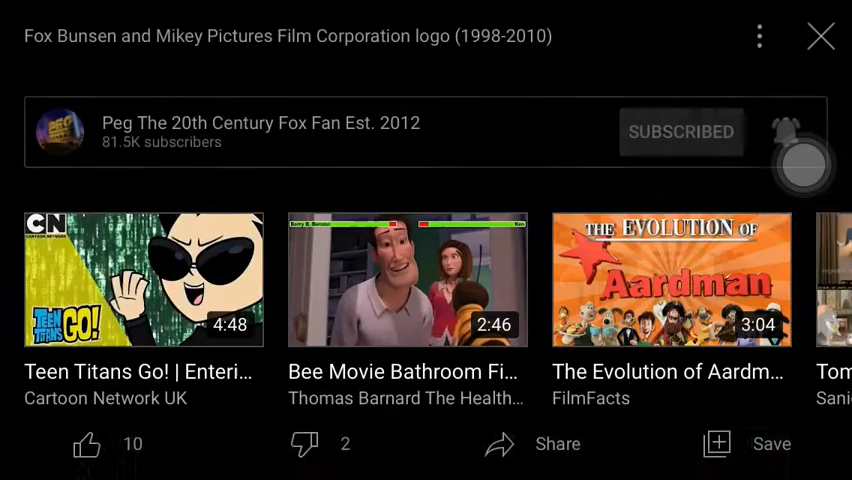 Fox Bunsen and Mikey Pictures Film Corporation logo (1998-2010)
PEG
Peg The 20th Century Fox Fan Est. 2012
81.5K subscribers
SUBSCRIBED
CN
CARTOON NETWORK
TEEN
TITANS
GO!
4:48
Barry B. Benson
Ken
2:46
THE EVOLUTION OF
Aardman
3:04
Teen Titans Go! | Enteri...
Cartoon Network UK
Bee Movie Bathroom Fi...
Thomas Barnard The Health...
The Evolution of Aardm...
FilmFacts
Tom
Sani
10
2
Share
Save